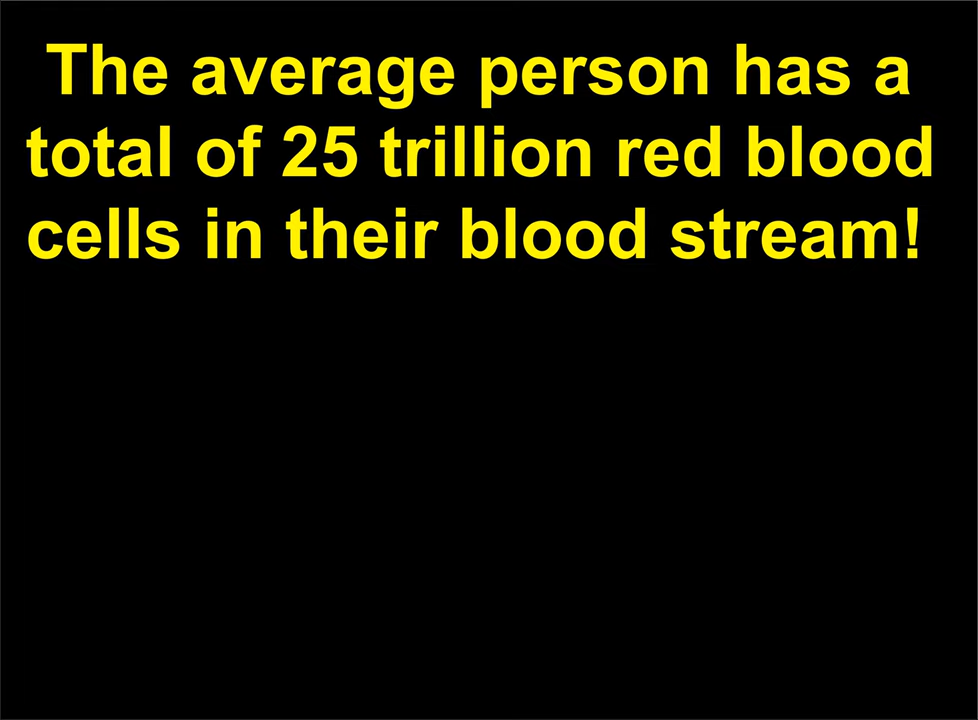 The average person has a
total of 25 trillion red blood
cells in their blood stream!